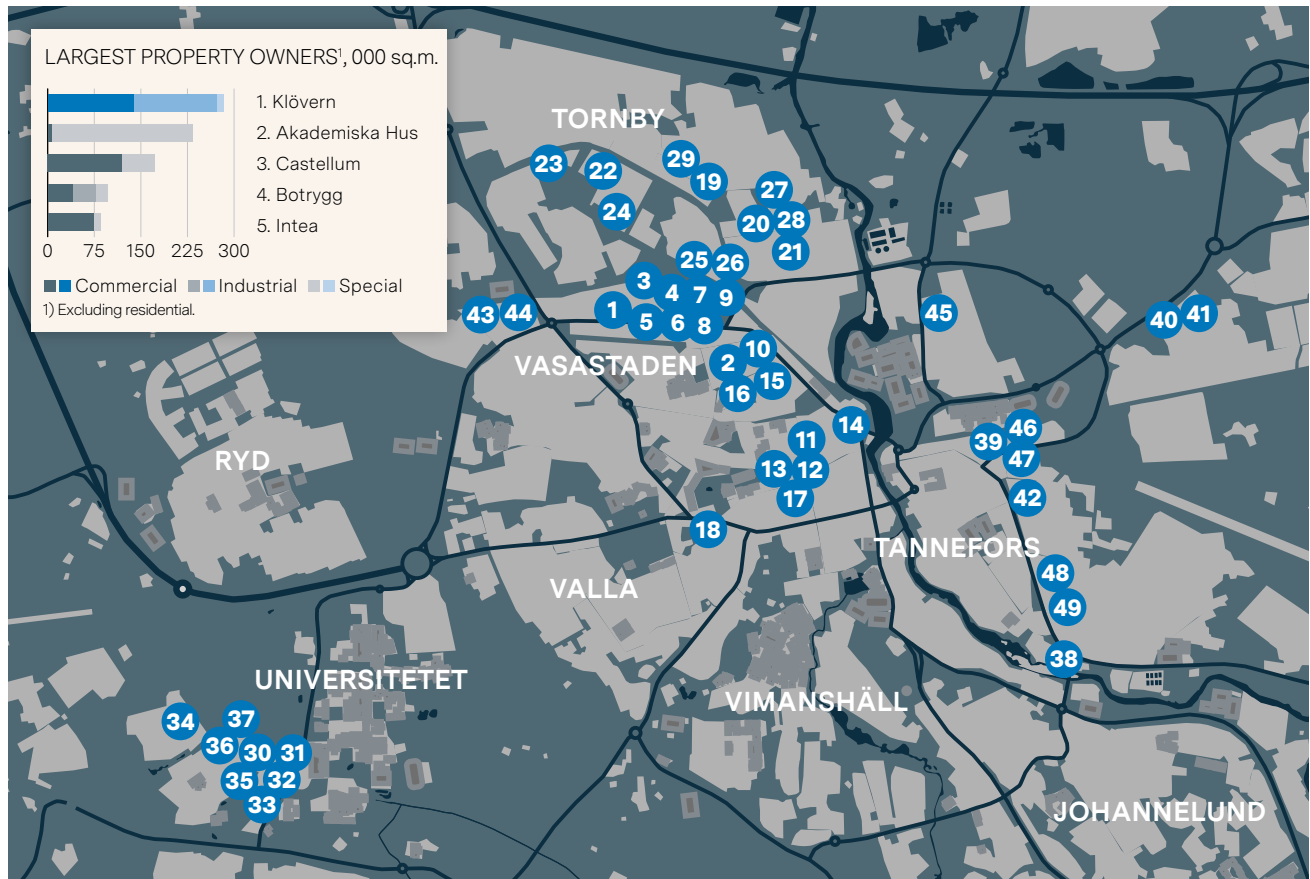 LARGEST PROPERTY OWNERS¹, 000 sq.m.
1. Klövern
2. Akademiska Hus
3. Castellum
4. Botrygg
5. Intea
0 75 150 225 300
Commercial Industrial Special
1) Excluding residential.
TORNBY
29
23
22
19
27
24
20
28
21
25
26
3
4
7
9
1
5
6
8
43
44
45
40
41
VASASTADEN
10
2
15
16
14
11
46
39
47
13
12
RYD
17
42
18
TANNEFORS
48
VALLA
49
38
UNIVERSITETET
VIMANSHÄLL
34
37
36
30
31
35
32
33
JOHANNELUND